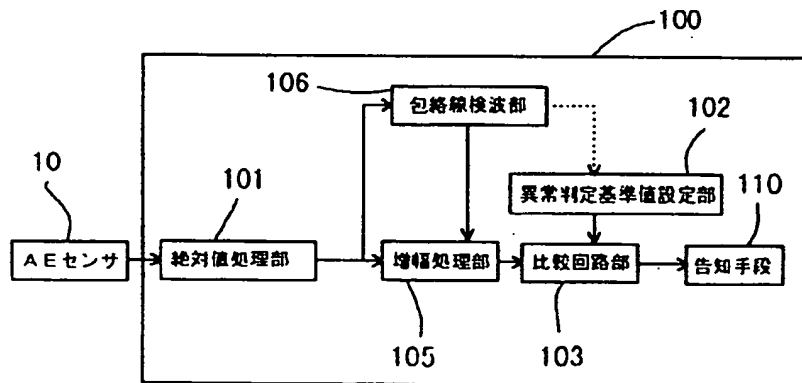 100
106
包絡線検波部
102
10
101
異常判定基準値設定部
110
AEセンサ
絶対値処理部
増幅処理部
比較回路部
告知手段
105
103